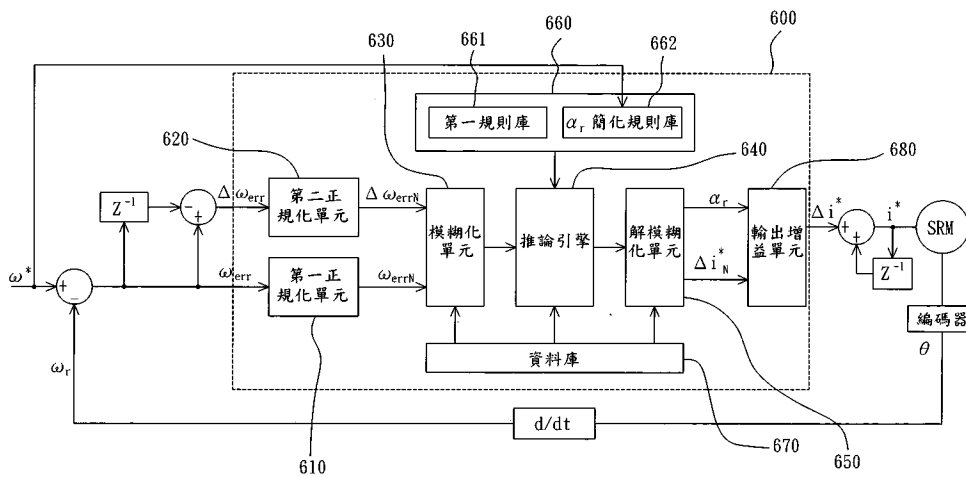 600
660
661
662
第一規則庫
αr 簡化規則庫
620
630
640
680
第二正
規化單元
Z⁻¹
Δωerr
ΔωerrN
模糊化
單元
推論引擎
解模糊
化單元
αr
Δi*N
輸出增
益單元
Δi*
i*
SRM
Z⁻¹
ω*
ωerr
第一正
規化單元
ωerrN
編码器
θ
資料庫
ωr
d/dt
610
670
650
+
-
-
+
+
+